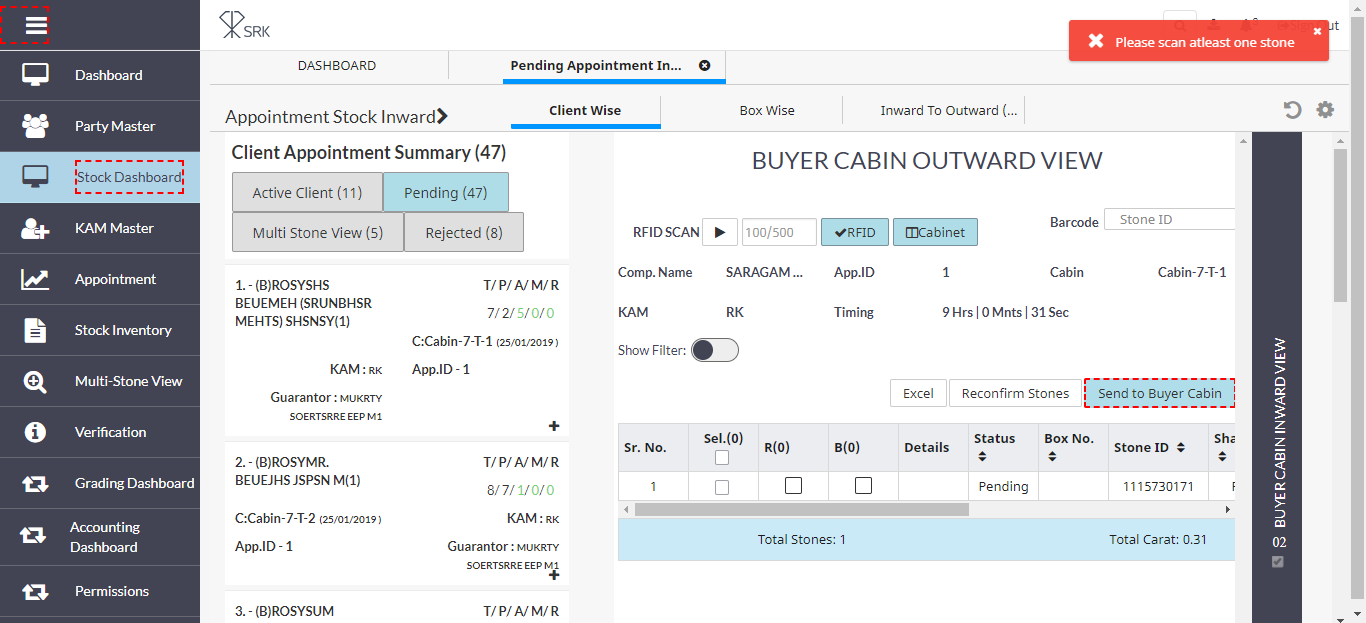 SRK
Sign out
Please scan atleast one stone
Dashboard
Party Master
Stock Dashboard
KAM Master
Appointment
Stock Inventory
Multi-Stone View
Verification
Grading Dashboard
Accounting
Dashboard
Permissions
DASHBOARD
Pending Appointment In...
Appointment Stock Inward
Client Wise
Box Wise
Inward To Outward (...
Client Appointment Summary (47)
Active Client (11)
Pending (47)
Multi Stone View (5)
Rejected (8)
1. - (B)ROSYSHS
BEUEMEH (SRUNBHSR
MEHTS) SHSNSY(1)
T/ P/ A/ M/ R
7/ 2/ 5/ 0/ 0
C:Cabin-7-T-1 (25/01/2019 )
KAM : RK
App.ID - 1
Guarantor : MUKRTY
SOERTSRRE EEP M1
2. - (B)ROSYMR.
BEUEJHS JSPSN M(1)
T/ P/ A/ M/ R
8/ 7/ 1/ 0/ 0
C:Cabin-7-T-2 (25/01/2019 )
KAM : RK
App.ID - 1
Guarantor : MUKRTY
SOERTSRRE EEP M1
3. - (B)ROSYSUM
T/ P/ A/ M/ R
BUYER CABIN OUTWARD VIEW
RFID SCAN
100/500
RFID
Cabinet
Barcode
Stone ID
Comp. Name
SARAGAM ...
App.ID
1
Cabin
Cabin-7-T-1
KAM
RK
Timing
9 Hrs | 0 Mnts | 31 Sec
Show Filter:
Excel
Reconfirm Stones
Send to Buyer Cabin
Sr. No.
Sel.(0)
R(0)
B(0)
Details
Status
Box No.
Stone ID
Sha
1
Pending
1115730171
Total Stones: 1
Total Carat: 0.31
BUYER CABIN INWARD VIEW
02